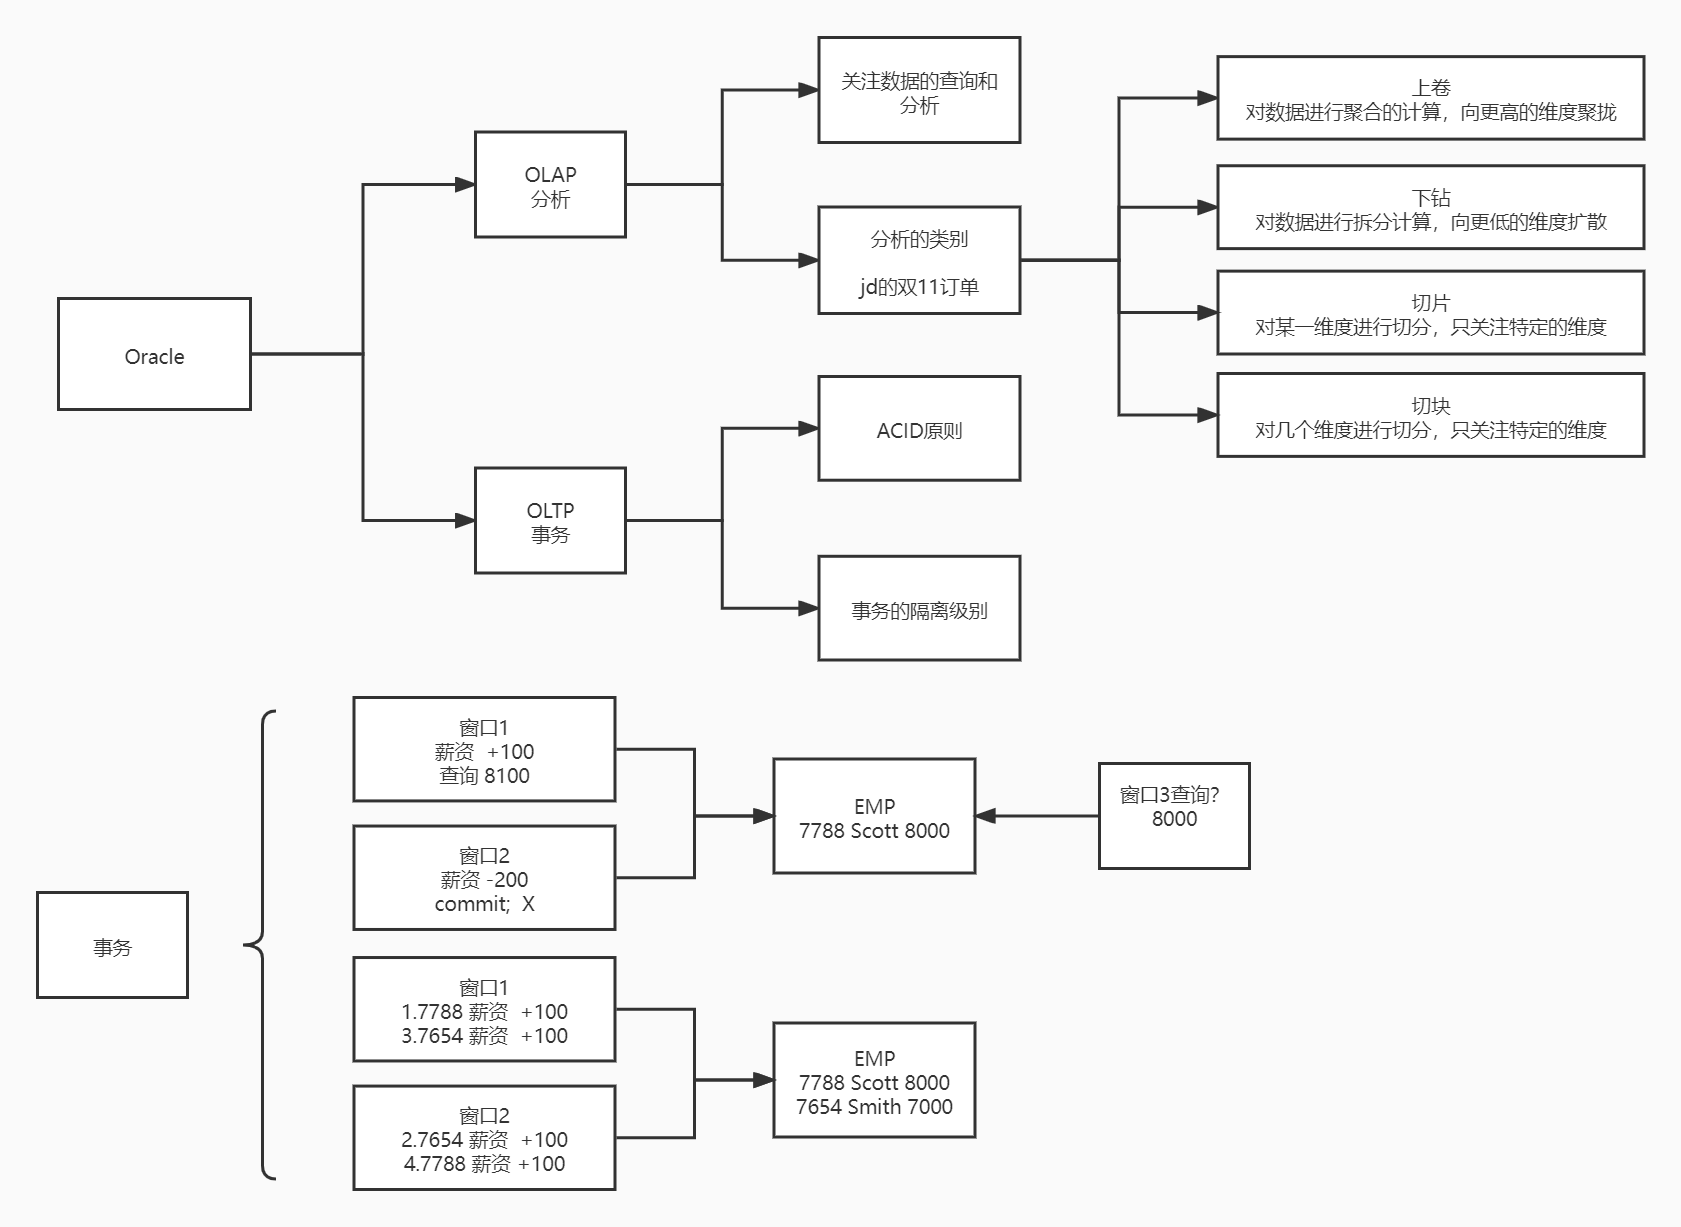 Oracle
OLAP
分析
关注数据的查询和
分析
分析的类别
jd的双11订单
上卷
对数据进行聚合的计算，向更高的维度聚拢
下钻
对数据进行拆分计算，向更低的维度扩散
切片
对某一维度进行切分，只关注特定的维度
切块
对几个维度进行切分，只关注特定的维度
OLTP
事务
ACID原则
事务的隔离级别
事务
窗口1
薪资  +100
查询 8100
窗口2
薪资 -200
commit;  X
EMP
7788 Scott 8000
窗口3查询?
8000
窗口1
1.7788 薪资  +100
3.7654 薪资  +100
窗口2
2.7654 薪资  +100
4.7788 薪资 +100
EMP
7788 Scott 8000
7654 Smith 7000